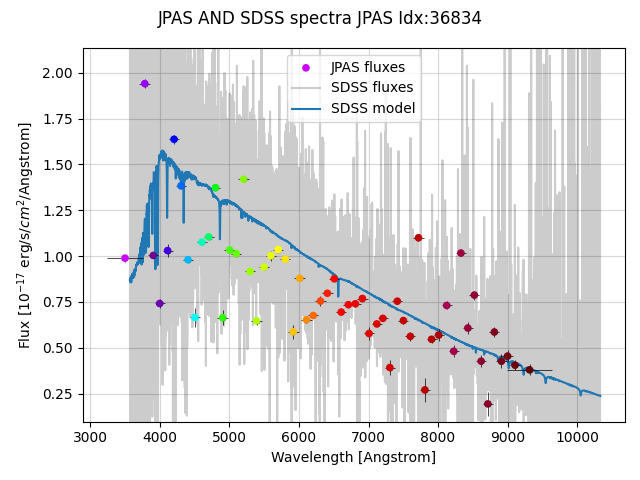 JPAS AND SDSS spectra JPAS Idx:36834
JPAS fluxes
SDSS fluxes
SDSS model
Flux [10⁻¹⁷ erg/s/cm²/Angstrom]
2.00
1.75
1.50
1.25
1.00
0.75
0.50
0.25
3000 4000 5000 6000 7000 8000 9000 10000
Wavelength [Angstrom]